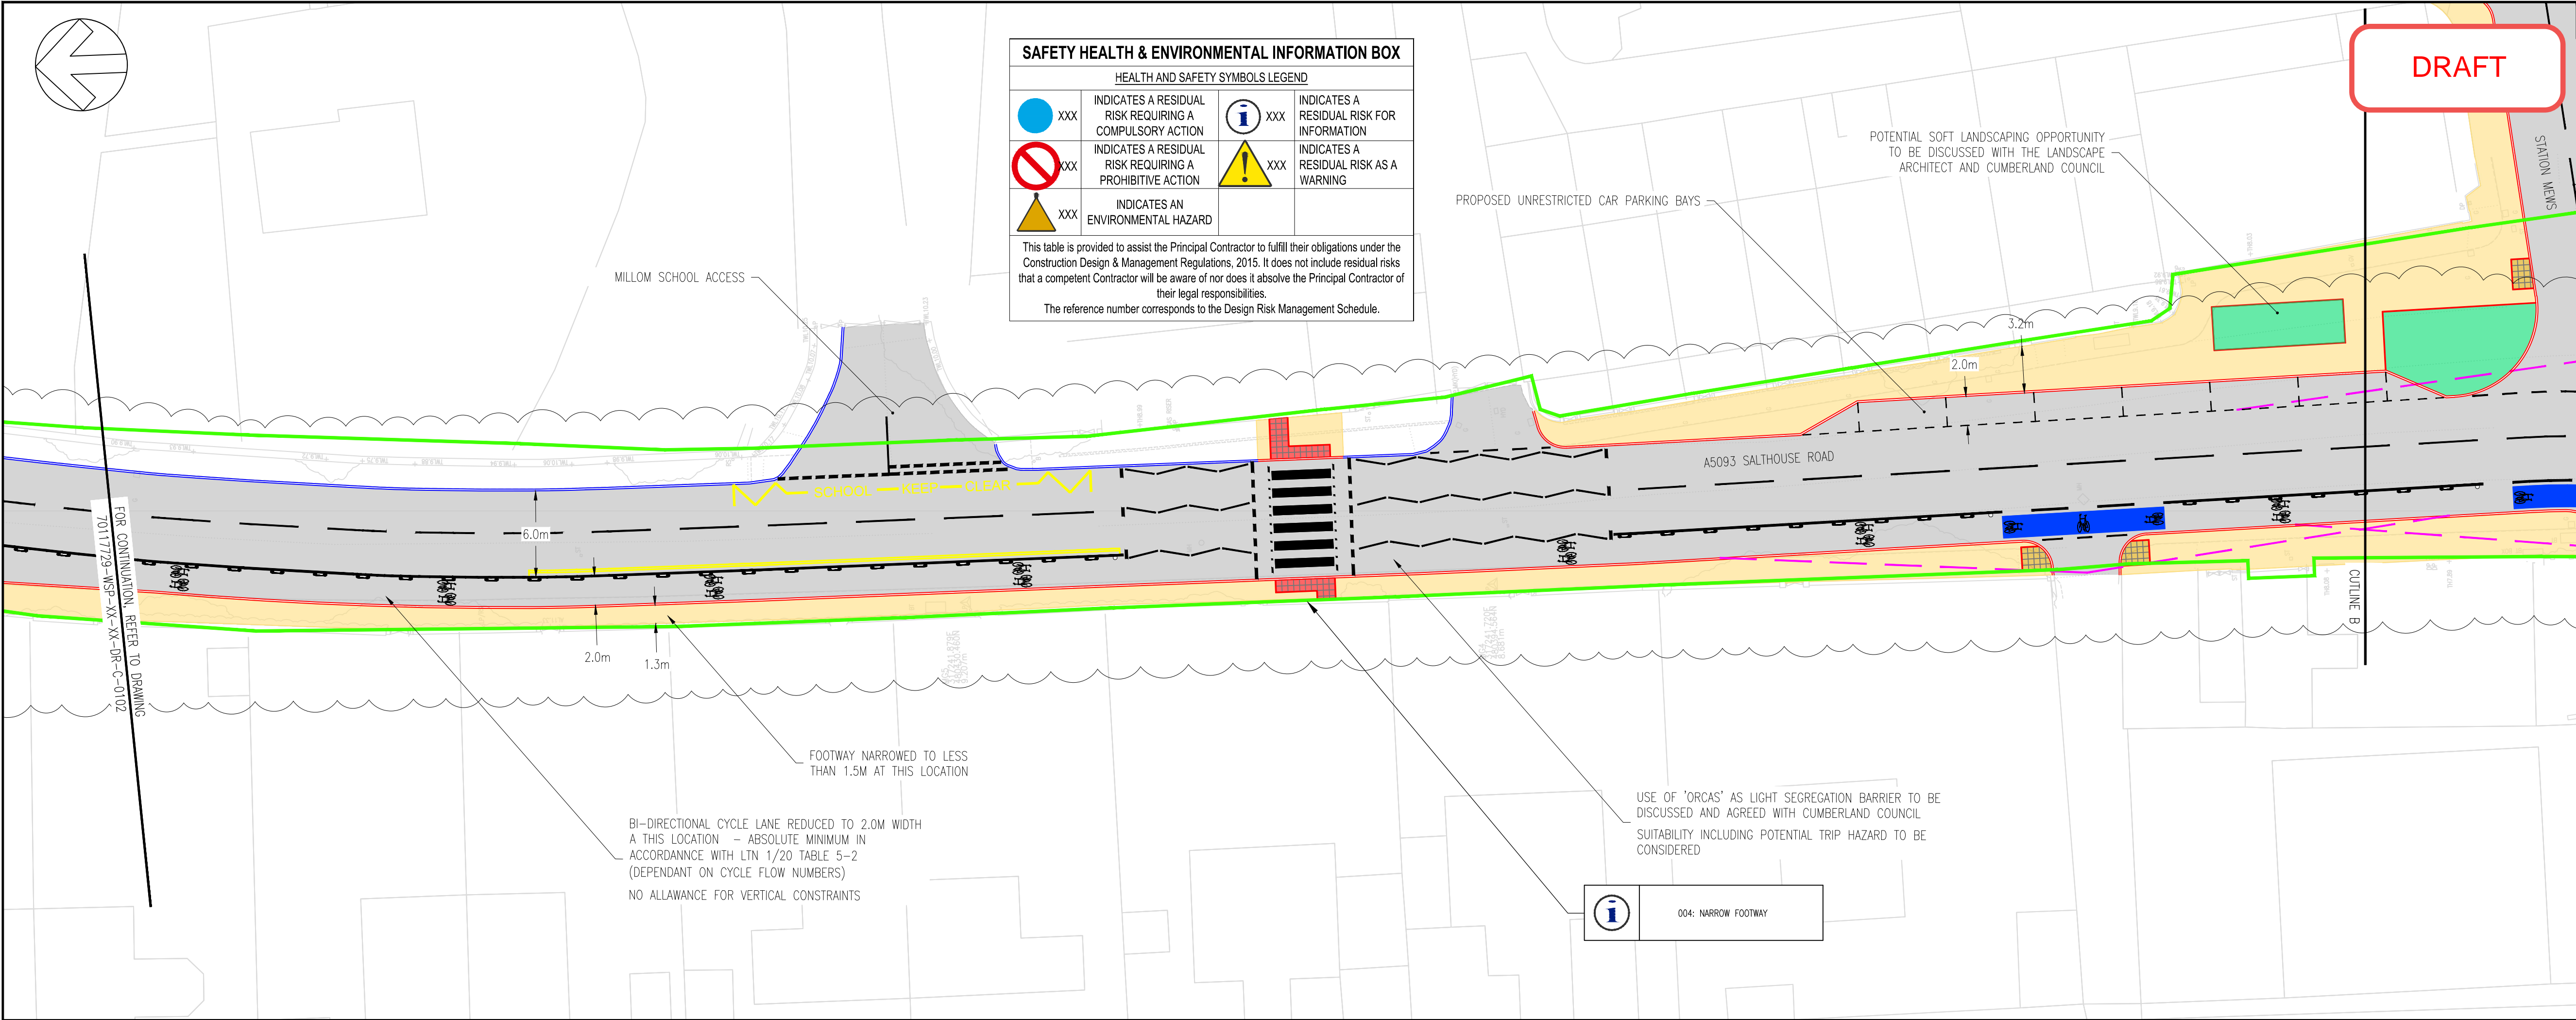 SAFETY HEALTH & ENVIRONMENTAL INFORMATION BOX
HEALTH AND SAFETY SYMBOLS LEGEND
XXX
INDICATES A RESIDUAL
RISK REQUIRING A
COMPULSORY ACTION
i XXX
INDICATES A
RESIDUAL RISK FOR
INFORMATION
XXX
INDICATES A RESIDUAL
RISK REQUIRING A
PROHIBITIVE ACTION
! XXX
INDICATES A
RESIDUAL RISK AS A
WARNING
XXX
INDICATES AN
ENVIRONMENTAL HAZARD
This table is provided to assist the Principal Contractor to fulfill their obligations under the
Construction Design & Management Regulations, 2015. It does not include residual risks
that a competent Contractor will be aware of nor does it absolve the Principal Contractor of
their legal responsibilities.
The reference number corresponds to the Design Risk Management Schedule.
DRAFT
POTENTIAL SOFT LANDSCAPING OPPORTUNITY
TO BE DISCUSSED WITH THE LANDSCAPE
ARCHITECT AND CUMBERLAND COUNCIL
STATION MEWS
PROPOSED UNRESTRICTED CAR PARKING BAYS
MILLOM SCHOOL ACCESS
3.2m
2.0m
A5093 SALTHOUSE ROAD
SCHOOL KEEP CLEAR
6.0m
FOR CONTINUATION, REFER TO DRAWING
70117729-WSP-XX-XX-DR-C-0102
CUTLINE B
2.0m
1.3m
FOOTWAY NARROWED TO LESS
THAN 1.5M AT THIS LOCATION
BI-DIRECTIONAL CYCLE LANE REDUCED TO 2.0M WIDTH
A THIS LOCATION - ABSOLUTE MINIMUM IN
ACCORDANNCE WITH LTN 1/20 TABLE 5-2
(DEPENDANT ON CYCLE FLOW NUMBERS)
NO ALLAWANCE FOR VERTICAL CONSTRAINTS
USE OF 'ORCAS' AS LIGHT SEGREGATION BARRIER TO BE
DISCUSSED AND AGREED WITH CUMBERLAND COUNCIL
SUITABILITY INCLUDING POTENTIAL TRIP HAZARD TO BE
CONSIDERED
i
004: NARROW FOOTWAY